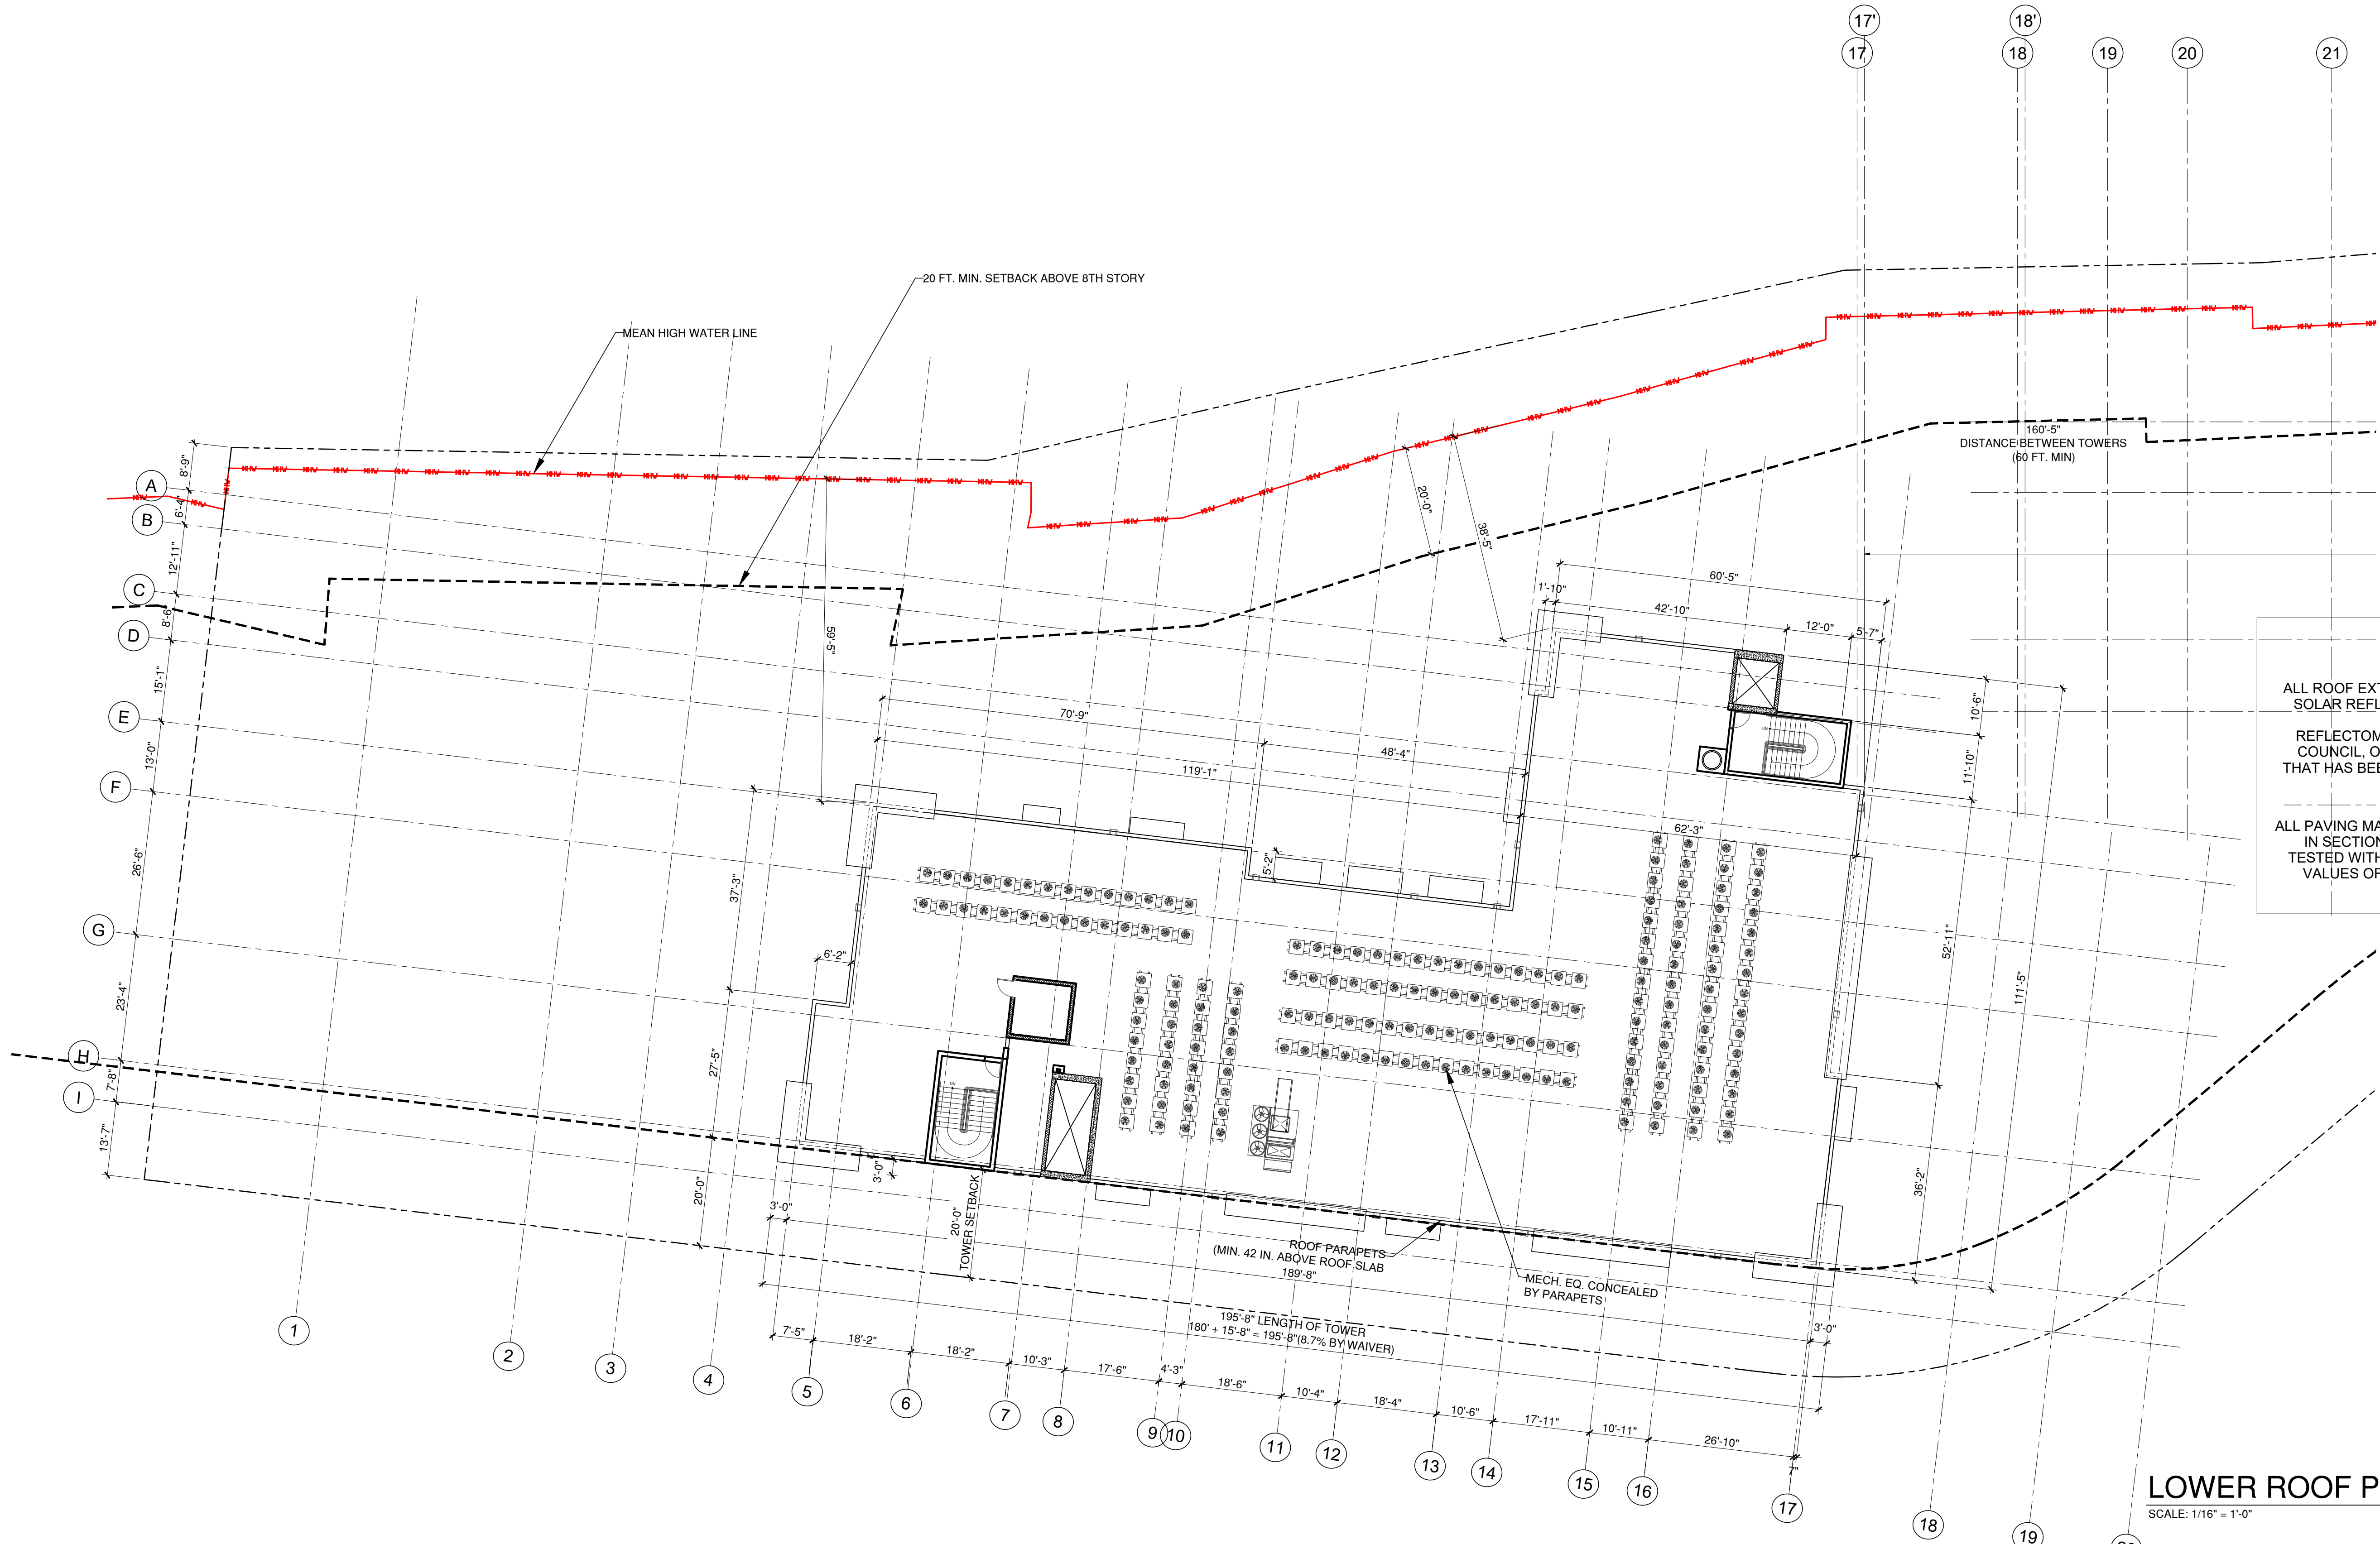 17'
18'
17
18
19
20
21
20 FT. MIN. SETBACK ABOVE 8TH STORY
MEAN HIGH WATER LINE
160'-5"
DISTANCE BETWEEN TOWERS
(60 FT. MIN)
8'-9"
A
6'-4"
B
12'-11"
C
8'-6"
D
15'-1"
E
13'-0"
F
26'-6"
G
23'-4"
H
7'-8"
I
13'-7"
20'-0"
38'-5"
59'-5"
60'-5"
1'-10"
42'-10"
12'-0"
5'-7"
10'-6"
11'-10"
70'-9"
48'-4"
119'-1"
62'-3"
5'-2"
37'-3"
6'-2"
27'-5"
20'-0"
52'-11"
111'-5"
36'-2"
DN
DN
3'-0"
3'-0"
20'-0"
TOWER SETBACK
ROOF PARAPETS
(MIN. 42 IN. ABOVE ROOF SLAB
189'-8"
MECH. EQ. CONCEALED
BY PARAPETS
195'-8" LENGTH OF TOWER
180' + 15'-8" = 195'-8"(8.7% BY WAIVER)
3'-0"
7'-5"
18'-2"
18'-2"
10'-3"
17'-6"
4'-3"
18'-6"
10'-4"
18'-4"
10'-6"
17'-11"
10'-11"
26'-10"
7"
1
2
3
4
5
6
7
8
9
10
11
12
13
14
15
16
17
18
19
ALL ROOF EXT
SOLAR REFL
REFLECTOM
COUNCIL, O
THAT HAS BEE
ALL PAVING MA
IN SECTION
TESTED WITH
VALUES OF
LOWER ROOF P
SCALE: 1/16" = 1'-0"